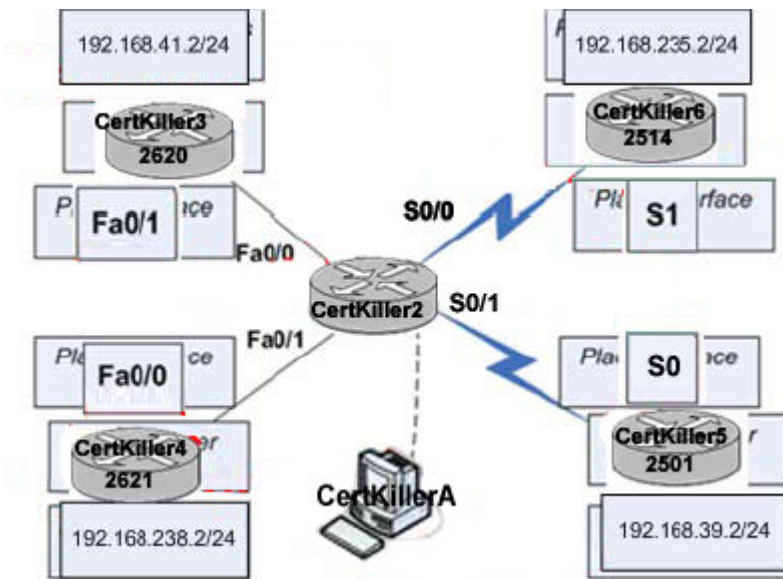 192.168.41.2/24
CertKiller3
2620
Fa0/1
Fa0/0
192.168.235.2/24
CertKiller6
2514
S1
S0/0
CertKiller2
S0/1
Fa0/1
Fa0/0
CertKiller4
2621
192.168.238.2/24
CertKillerA
S0
CertKiller5
2501
192.168.39.2/24